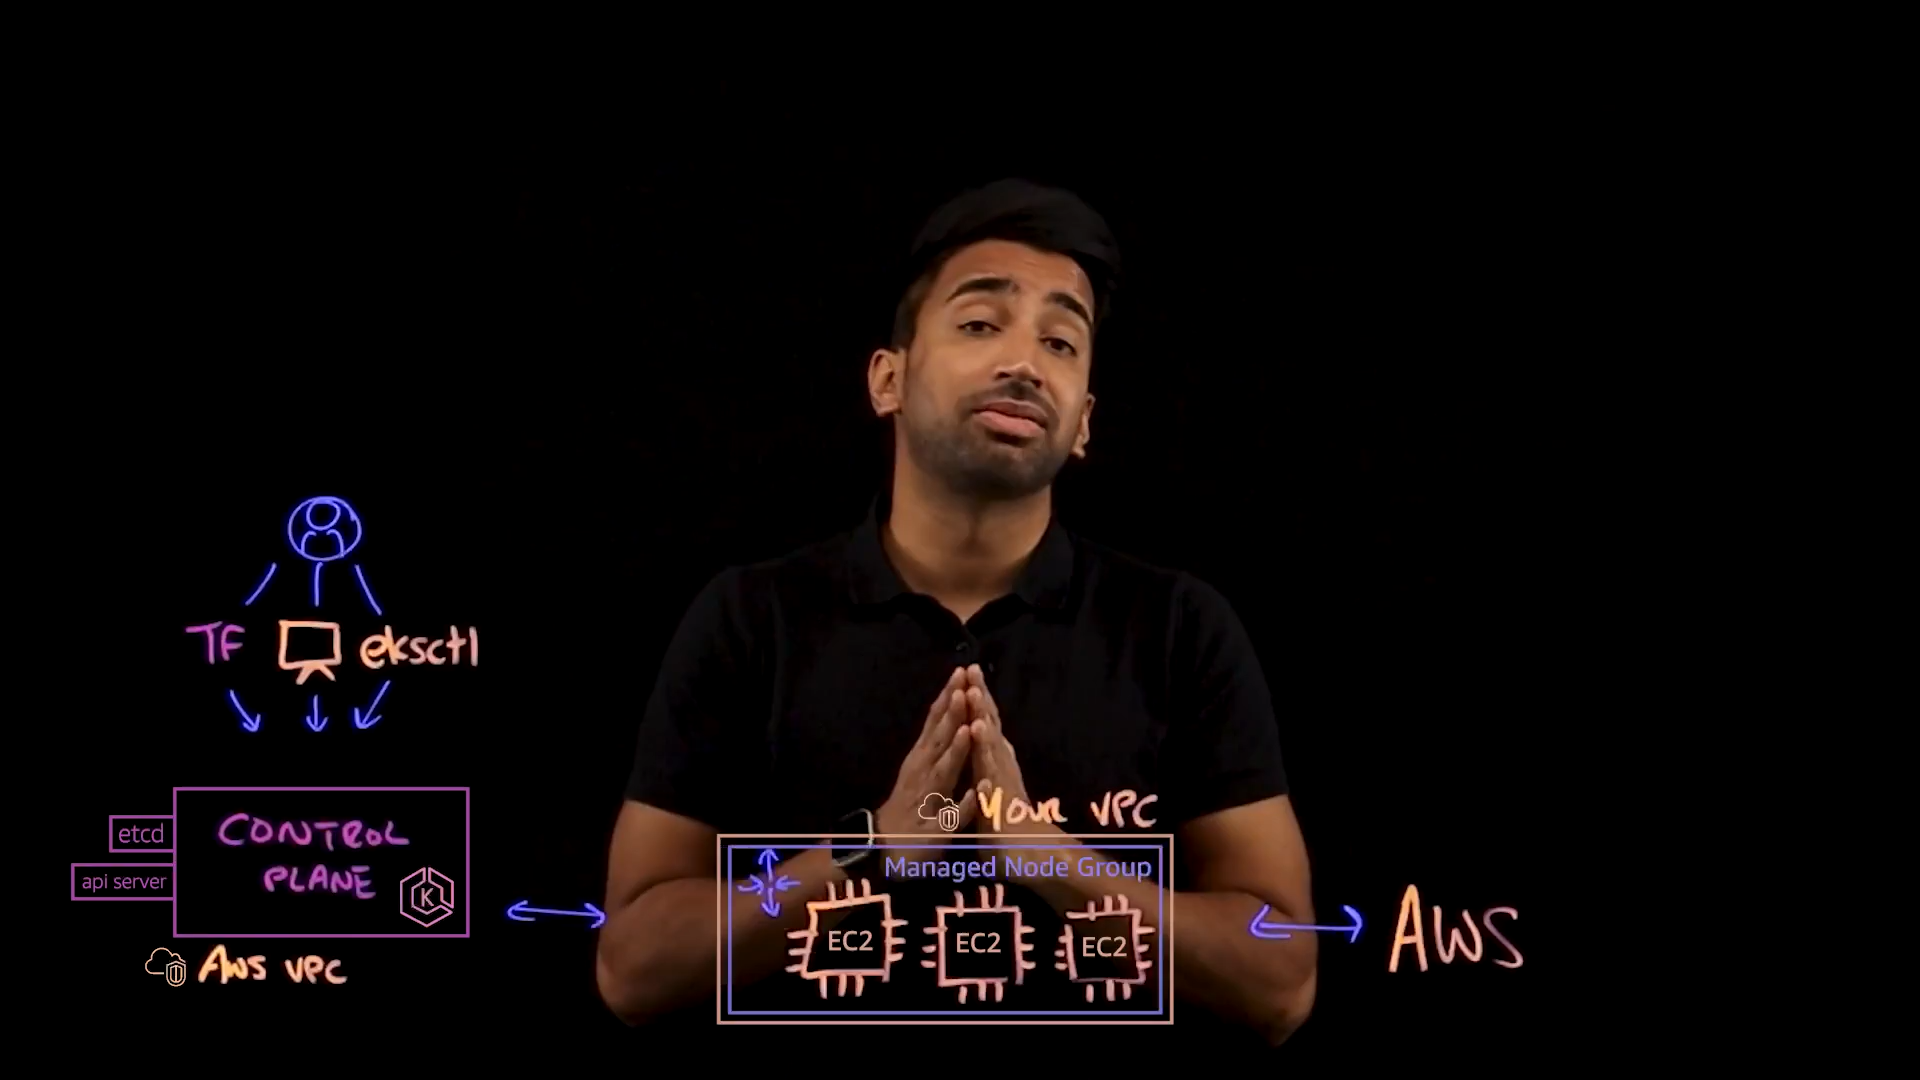 TF eksctl
etcd
CONTROL
PLANE
api server
K
AWS VPC
YOUR VPC
Managed Node Group
EC2 EC2 EC2
AWS